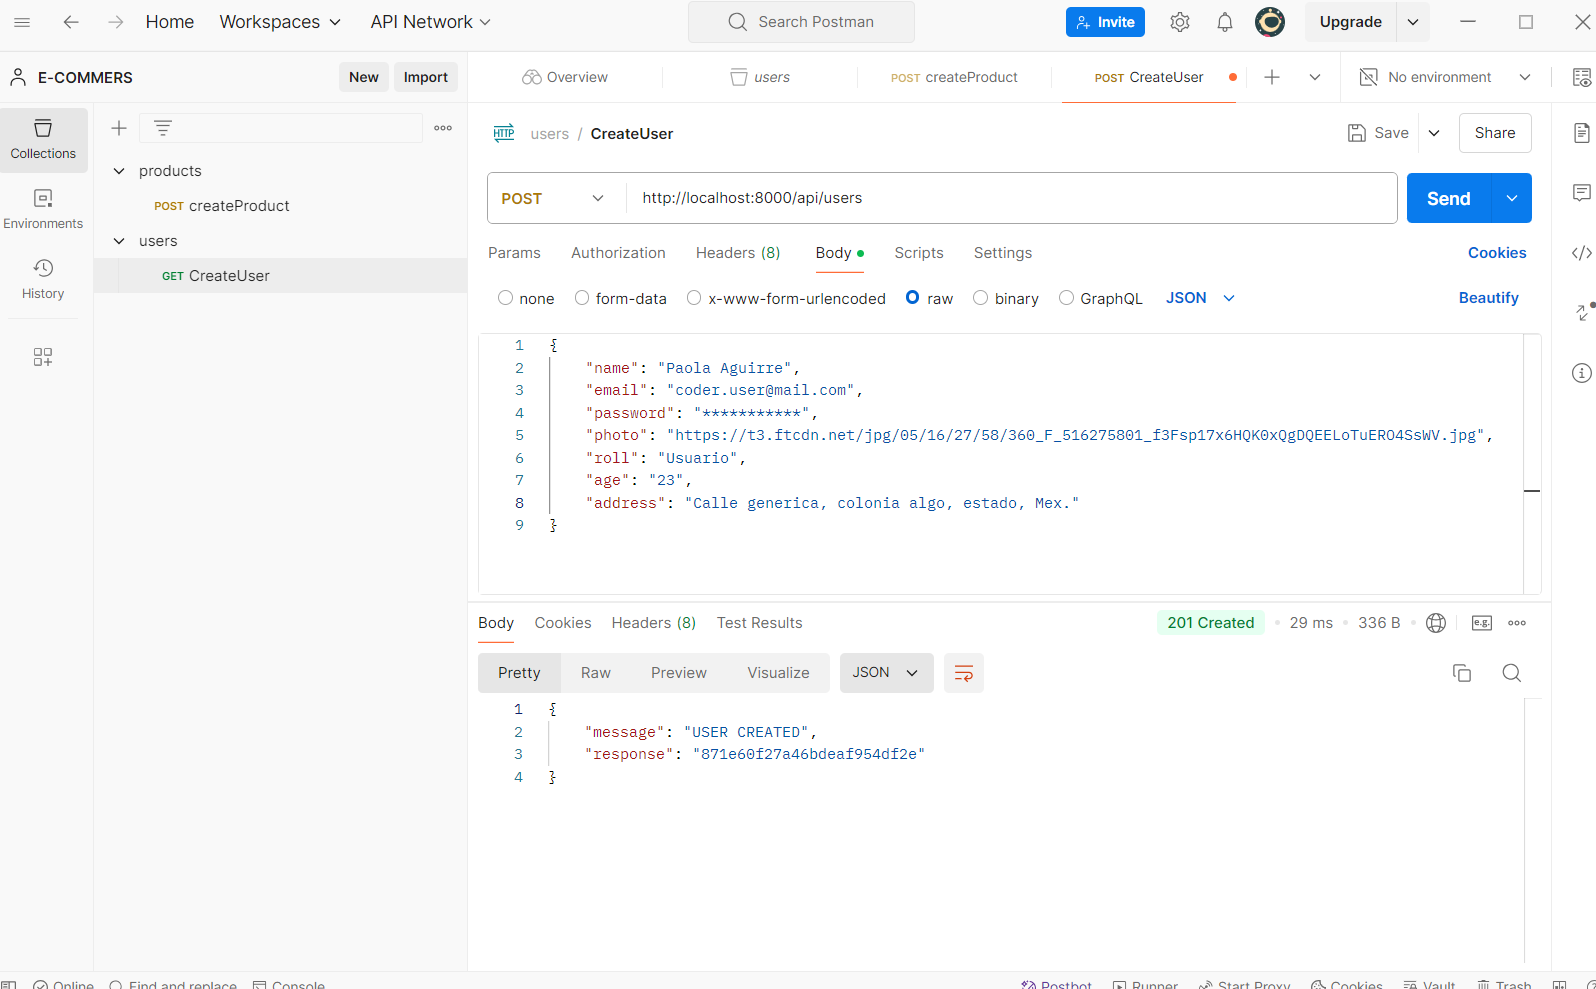 Home Workspaces API Network Search Postman Invite Upgrade
E-COMMERS New Import Overview users POST createProduct POST CreateUser No environment
Collections
Environments
History
products
POST createProduct
users
GET CreateUser
HTTP users / CreateUser Save Share
POST http://localhost:8000/api/users Send
Params Authorization Headers (8) Body Scripts Settings Cookies
none form-data x-www-form-urlencoded raw binary GraphQL JSON Beautify
1 {
2 "name": "Paola Aguirre",
3 "email": "coder.user@mail.com",
4 "password": "***********",
5 "photo": "https://t3.ftcdn.net/jpg/05/16/27/58/360_F_516275801_f3Fsp17x6HQK0xQgDQEELoTuERO4SsWV.jpg",
6 "roll": "Usuario",
7 "age": "23",
8 "address": "Calle generica, colonia algo, estado, Mex."
9 }
Body Cookies Headers (8) Test Results 201 Created 29 ms 336 B e.g.
Pretty Raw Preview Visualize JSON
1 {
2 "message": "USER CREATED",
3 "response": "871e60f27a46bdeaf954df2e"
4 }
Online Find and replace Console Postbot Runner Start Proxy Cookies Vault Trash